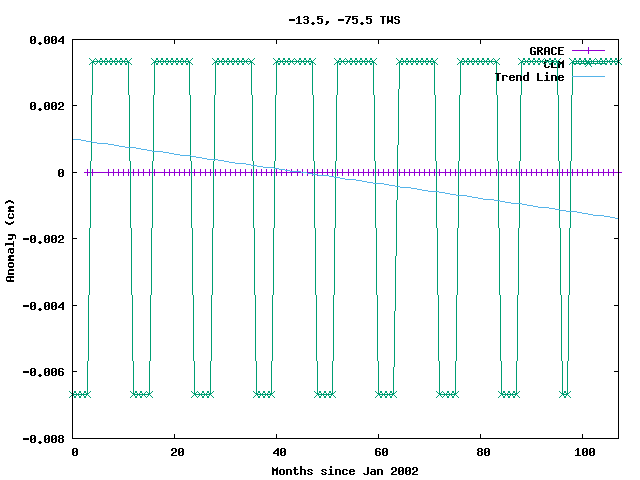 -13.5, -75.5 TWS
GRACE
CLM
Trend Line
0.004
0.002
0
-0.002
-0.004
-0.006
-0.008
Anomaly (cm)
0 20 40 60 80 100
Months since Jan 2002